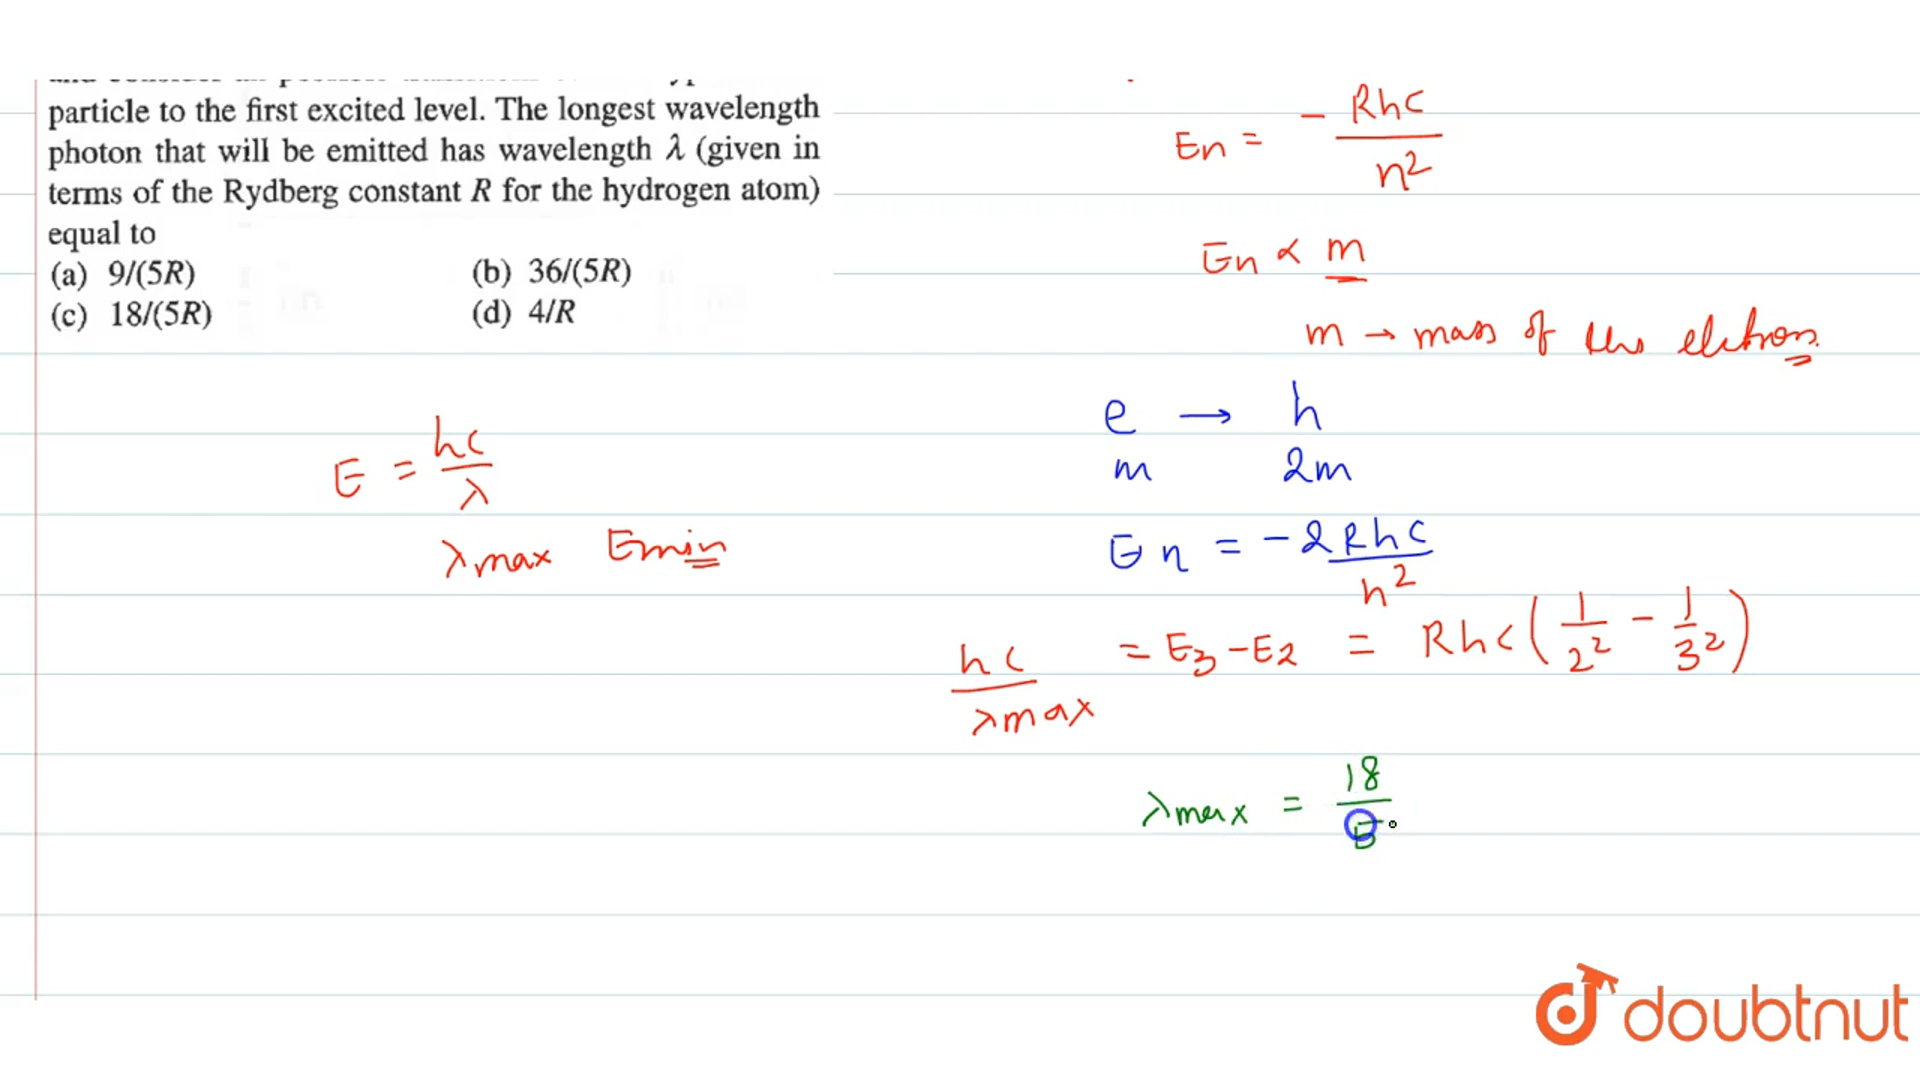 particle to the first excited level. The longest wavelength
photon that will be emitted has wavelength λ (given in
terms of the Rydberg constant R for the hydrogen atom)
equal to
(a) 9/(5R) (b) 36/(5R)
(c) 18/(5R) (d) 4/R
En = - Rhc / n²
En ∝ m
m → mass of the
e → h
m 2m
En = -2Rhc / n²
E = hc / λ
λmax Emin
hc / λmax = E3 - E2 = Rhc (1/2² - 1/3²)
λmax = 18 / 5
doubtnut